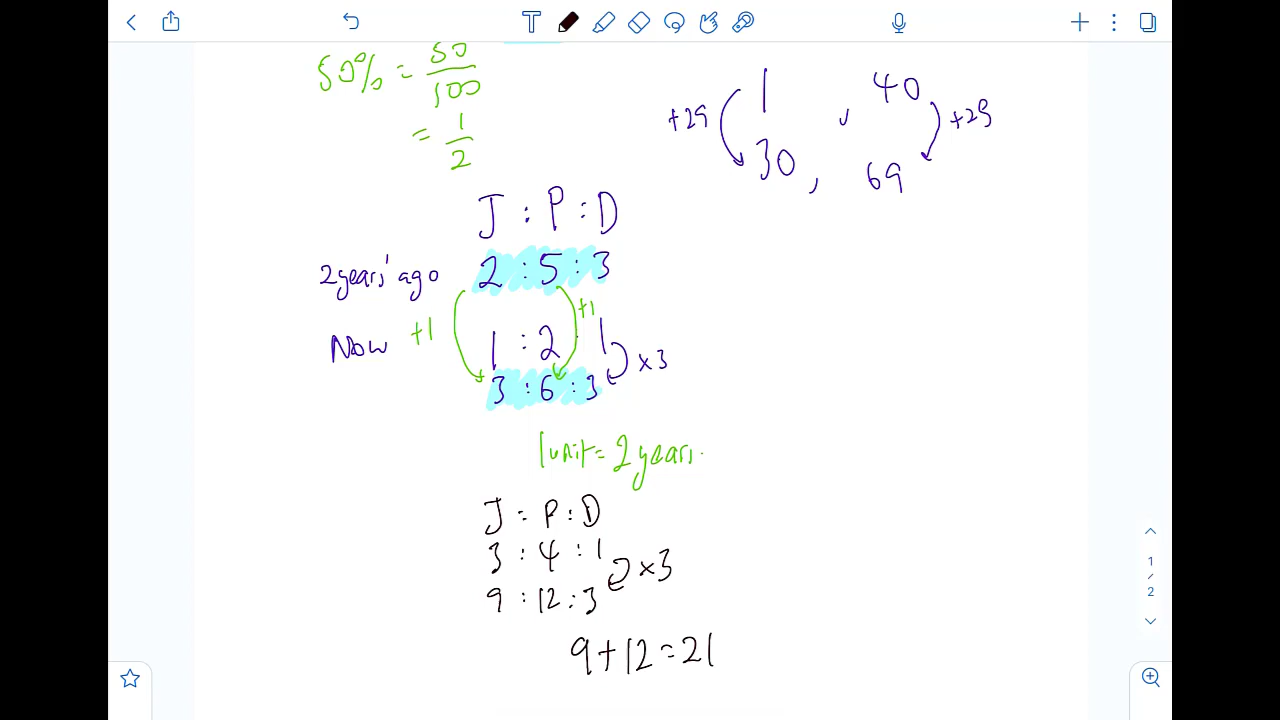 50% = 50/100
= 1/2
1 , 40
+29 +29
30, 69
J : P : D
2 years' ago 2 : 5 : 3
+1 +1
Now 1 : 2 : 1
3 : 6 : 3 x3
1 unit = 2 years.
J : P : D
3 : 4 : 1
9 : 12 : 3 x3
9+12=21
1
/
2